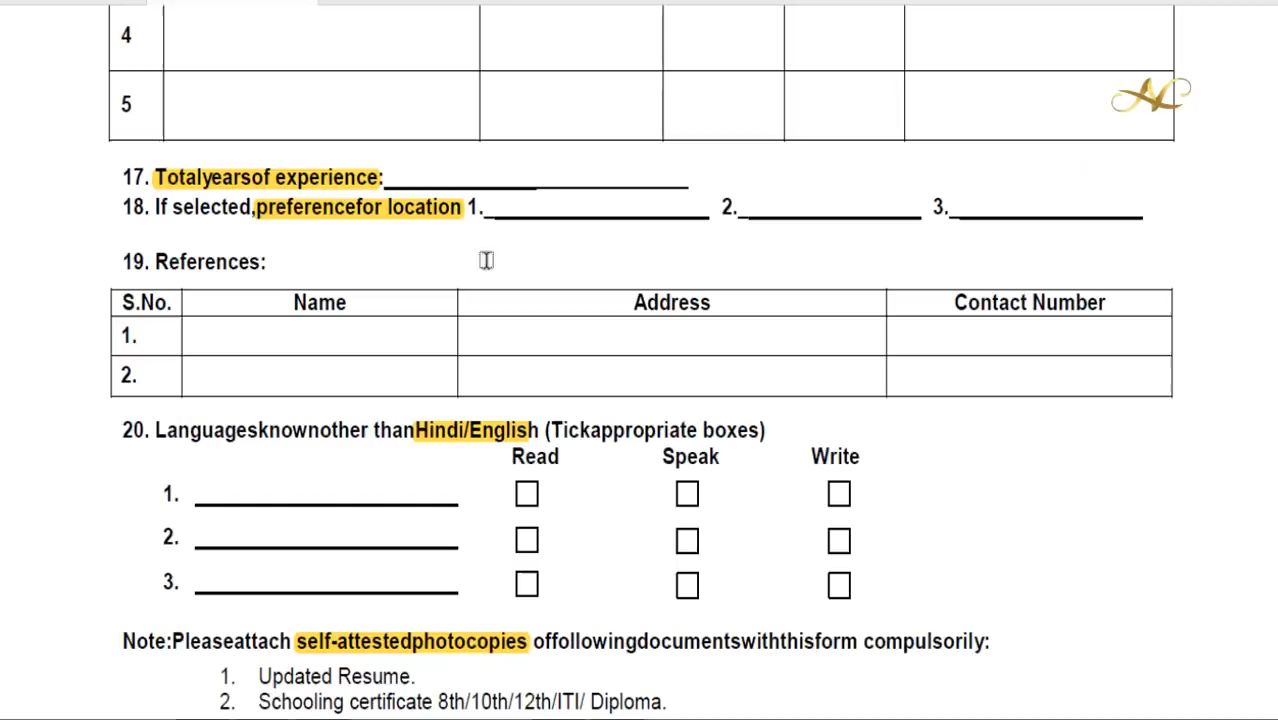 4
5
AC
17. Totalyearsof experience:
18. If selected,preferencefor location 1. 2. 3.
19. References:
S.No. Name Address Contact Number
1.
2.
20. Languagesknownother thanHindi/English (Tickappropriate boxes)
Read Speak Write
1.
2.
3.
Note:Pleaseattach self-attestedphotocopies offollowingdocumentswiththisform compulsorily:
1. Updated Resume.
2. Schooling certificate 8th/10th/12th/ITI/ Diploma.